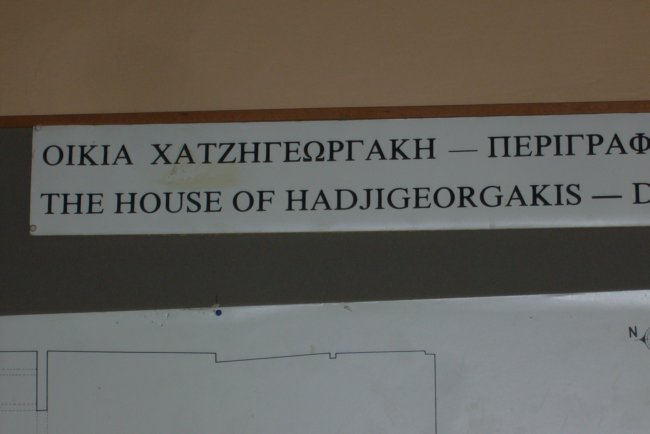 ΟΙΚΙΑ ΧΑΤΖΗΓΕΩΡΓΑΚΗ — ΠΕΡΙΓΡΑΦ
THE HOUSE OF HADJIGEORGAKIS — D
N